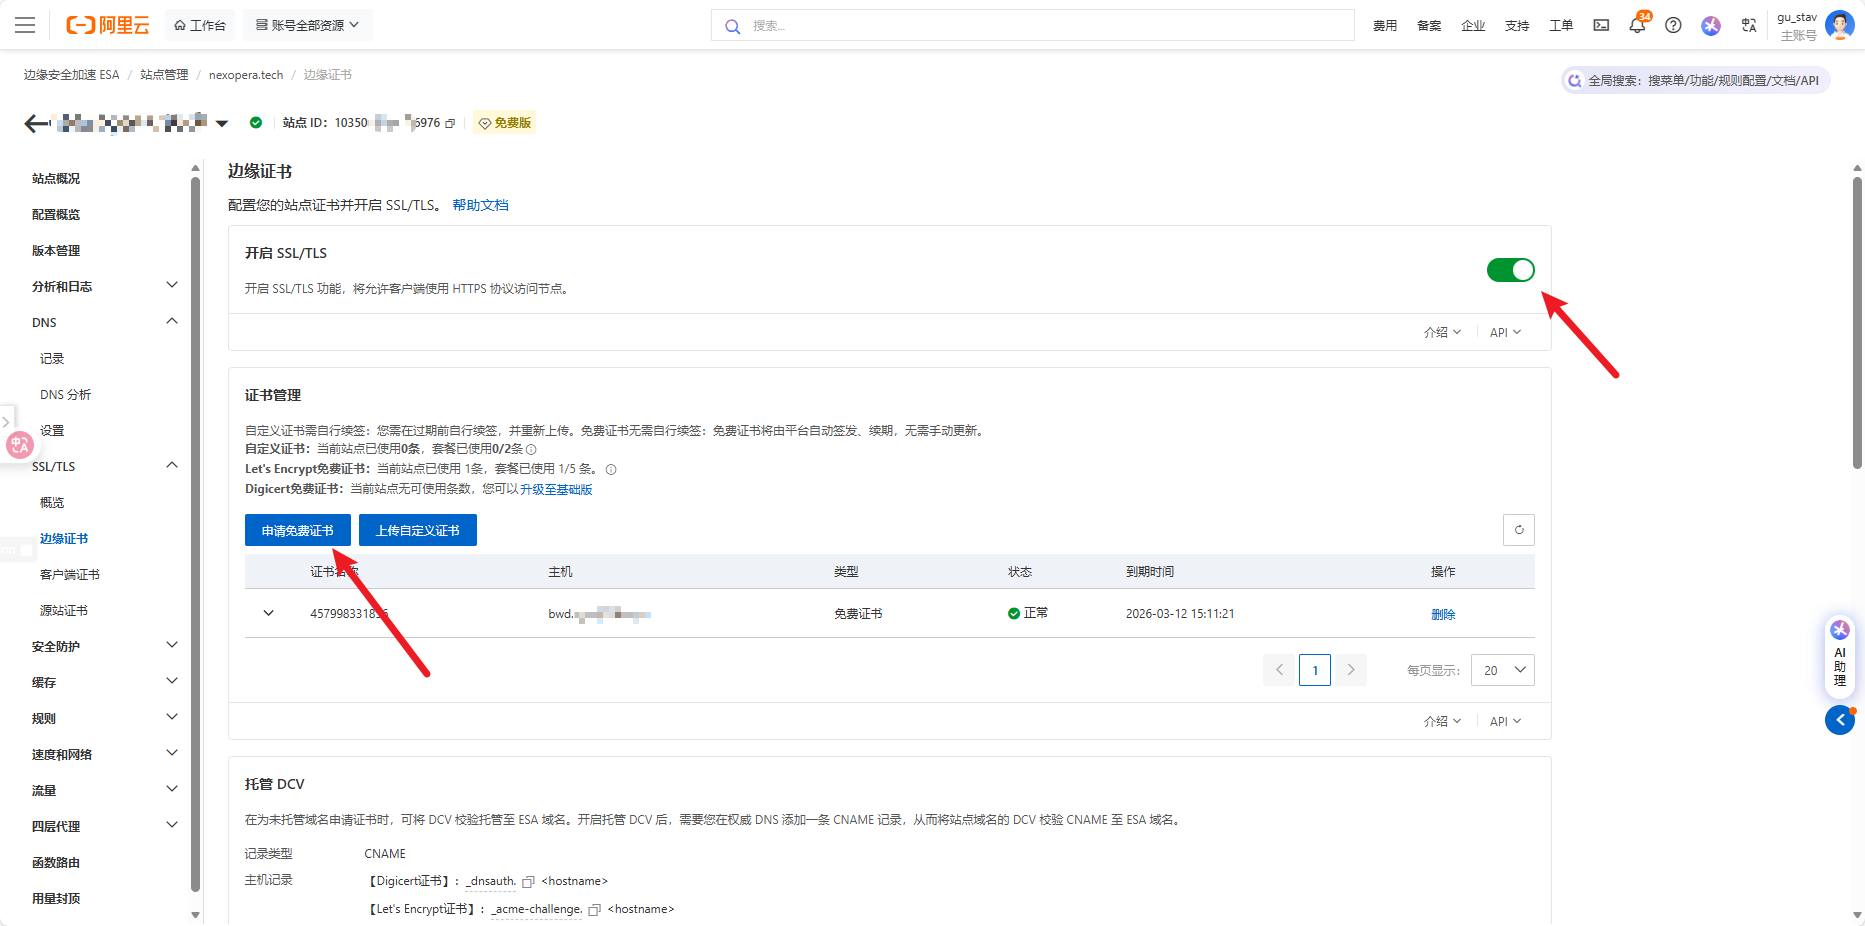 阿里云
工作台
账号全部资源
搜索...
费用
备案
企业
支持
工单
34
gu_stav
主账号
边缘安全加速 ESA / 站点管理 / nexopera.tech / 边缘证书
全局搜索：搜菜单/功能/规则配置/文档/API
站点 ID： 10350
6976
免费版
站点概况
配置概览
版本管理
分析和日志
DNS
记录
DNS 分析
设置
SSL/TLS
概览
边缘证书
客户端证书
源站证书
安全防护
缓存
规则
速度和网络
流量
四层代理
函数路由
用量封顶
边缘证书
配置您的站点证书并开启 SSL/TLS。 帮助文档
开启 SSL/TLS
开启 SSL/TLS 功能，将允许客户端使用 HTTPS 协议访问节点。
介绍
API
证书管理
自定义证书需自行续签：您需在过期前自行续签，并重新上传。免费证书无需自行续签：免费证书将由平台自动签发、续期，无需手动更新。
自定义证书：当前站点已使用0条，套餐已使用0/2条
Let's Encrypt免费证书：当前站点已使用 1条，套餐已使用 1/5 条。
Digicert免费证书：当前站点无可使用条数，您可以升级至基础版
申请免费证书
上传自定义证书
证书名称 主机 类型 状态 到期时间 操作
bwd. 免费证书 正常 2026-03-12 15:11:21 删除
1
每页显示： 20
介绍
API
托管 DCV
在为未托管域名申请证书时，可将 DCV 校验托管至 ESA 域名。开启托管 DCV 后，需要您在权威 DNS 添加一条 CNAME 记录，从而将站点域名的 DCV 校验 CNAME 至 ESA 域名。
记录类型 CNAME
主机记录 【Digicert证书】： _dnsauth. <hostname>
【Let's Encrypt证书】： _acme-challenge. <hostname>
AI助理